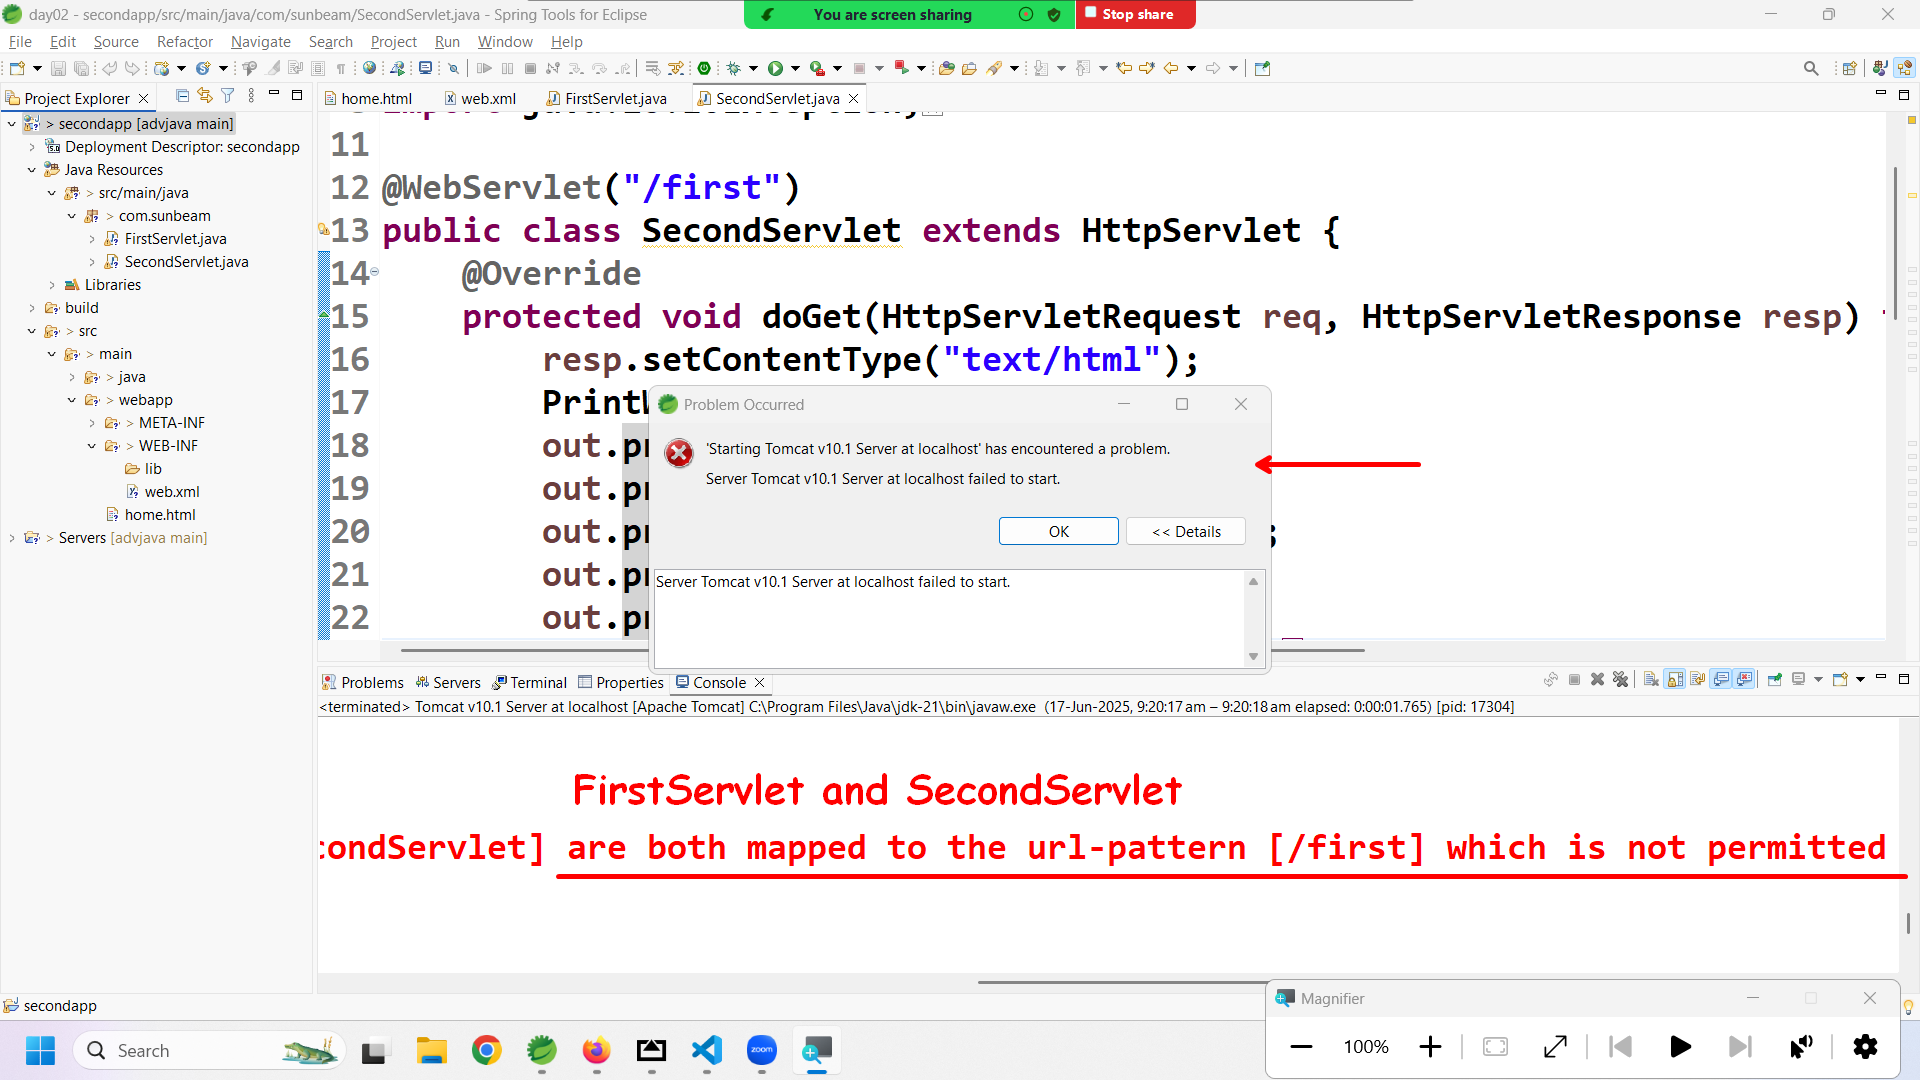 day02 - secondapp/src/main/java/com/sunbeam/SecondServlet.java - Spring Tools for Eclipse
You are screen sharing
Stop share
File Edit Source Refactor Navigate Search Project Run Window Help
Project Explorer
home.html
web.xml
FirstServlet.java
SecondServlet.java
> secondapp [advjava main]
Deployment Descriptor: secondapp
Java Resources
> src/main/java
> com.sunbeam
FirstServlet.java
SecondServlet.java
Libraries
build
> src
> main
> java
> webapp
> META-INF
> WEB-INF
lib
web.xml
home.html
> Servers [advjava main]
11
12 @WebServlet("/first")
13 public class SecondServlet extends HttpServlet {
14 @Override
15 protected void doGet(HttpServletRequest req, HttpServletResponse resp)
16 resp.setContentType("text/html");
17 PrintW
18 out.pr
19 out.pr
20 out.pr ;
21 out.pr
22 out.pr
Problem Occurred
'Starting Tomcat v10.1 Server at localhost' has encountered a problem.
Server Tomcat v10.1 Server at localhost failed to start.
OK
<< Details
Server Tomcat v10.1 Server at localhost failed to start.
Problems Servers Terminal Properties Console
<terminated> Tomcat v10.1 Server at localhost [Apache Tomcat] C:\Program Files\Java\jdk-21\bin\javaw.exe (17-Jun-2025, 9:20:17 am – 9:20:18 am elapsed: 0:00:01.765) [pid: 17304]
FirstServlet and SecondServlet
condServlet] are both mapped to the url-pattern [/first] which is not permitted
secondapp
Magnifier
100%
Search
zoom